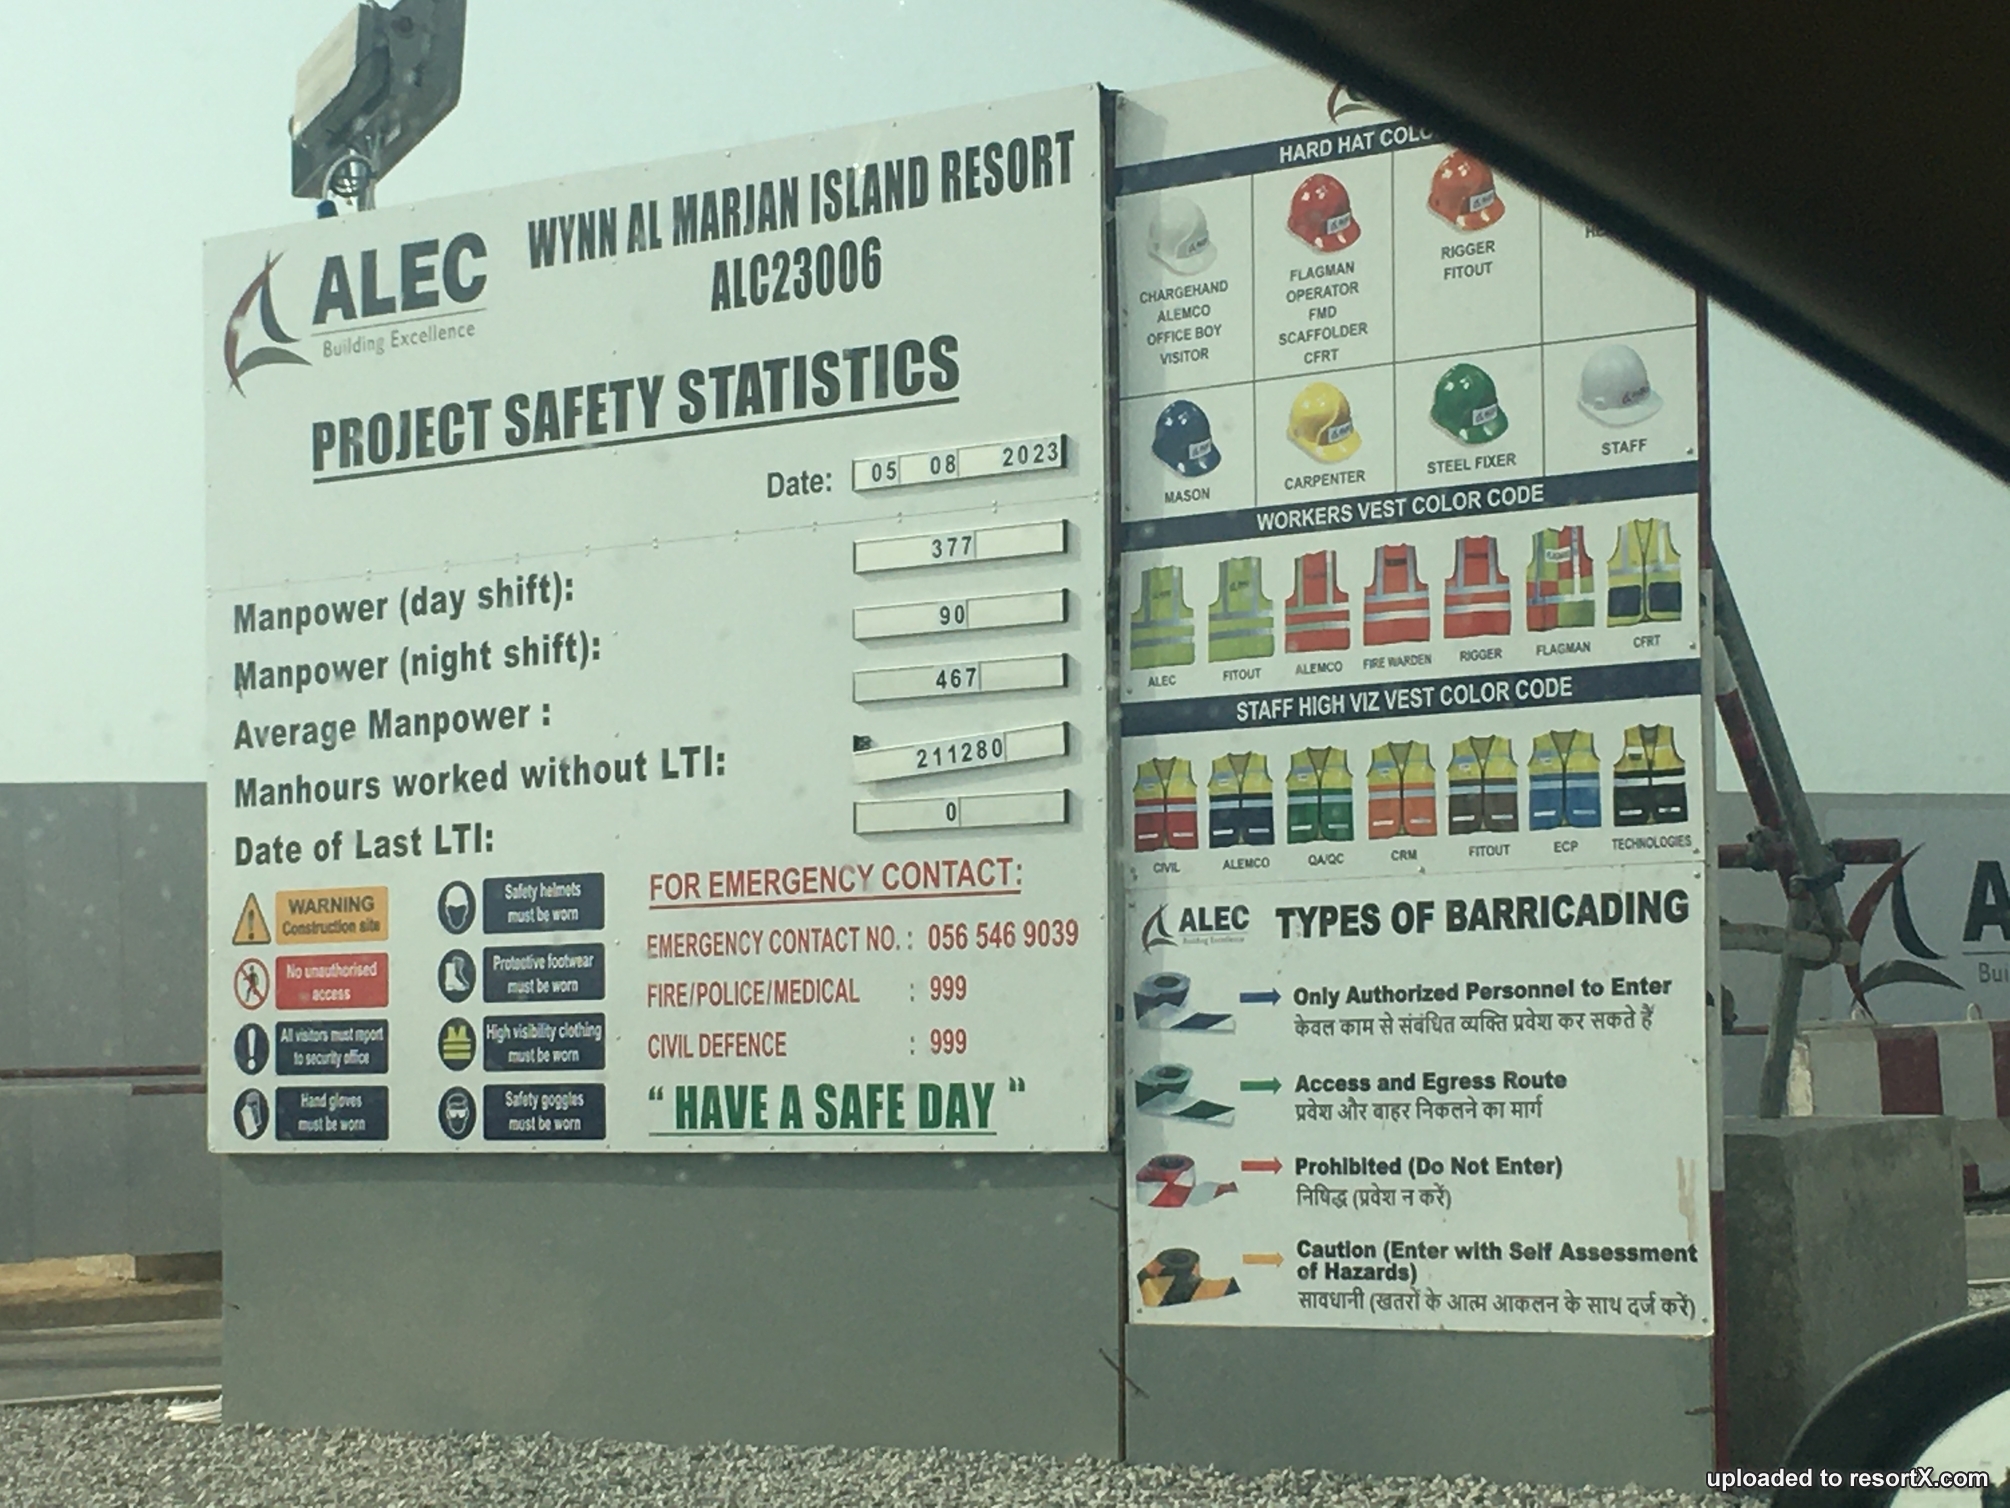 ALEC
Building Excellence
WYNN AL MARJAN ISLAND RESORT
ALC23006
PROJECT SAFETY STATISTICS
Date: 05 08 2023
Manpower (day shift): 377
Manpower (night shift): 90
Average Manpower : 467
Manhours worked without LTI: 211280
Date of Last LTI: 0
WARNING
Construction site
No unauthorised
access
All visitors must report
to security office
Hand gloves
must be worn
Safety helmets
must be worn
Protective footwear
must be worn
High visibility clothing
must be worn
Safety goggles
must be worn
FOR EMERGENCY CONTACT:
EMERGENCY CONTACT NO. : 056 546 9039
FIRE/POLICE/MEDICAL : 999
CIVIL DEFENCE : 999
“ HAVE A SAFE DAY ”
HARD HAT
CHARGEHAND
ALEMCO
OFFICE BOY
VISITOR
FLAGMAN
OPERATOR
FMD
SCAFFOLDER
CFRT
RIGGER
FITOUT
MASON
CARPENTER
STEEL FIXER
STAFF
WORKERS VEST COLOR CODE
ALEC
FITOUT
ALEMCO
FIRE WARDEN
RIGGER
FLAGMAN
CFRT
STAFF HIGH VIZ VEST COLOR CODE
CIVIL
ALEMCO
QA/QC
CRM
FITOUT
ECP
TECHNOLOGIES
ALEC
Building Excellence
TYPES OF BARRICADING
Only Authorized Personnel to Enter
केवल काम से संबंधित व्यक्ति प्रवेश कर सकते हैं
Access and Egress Route
प्रवेश और बाहर निकलने का मार्ग
Prohibited (Do Not Enter)
निषिद्ध (प्रवेश न करें)
Caution (Enter with Self Assessment
of Hazards)
सावधानी (खतरों के आत्म आकलन के साथ दर्ज करें)
uploaded to resortX.com